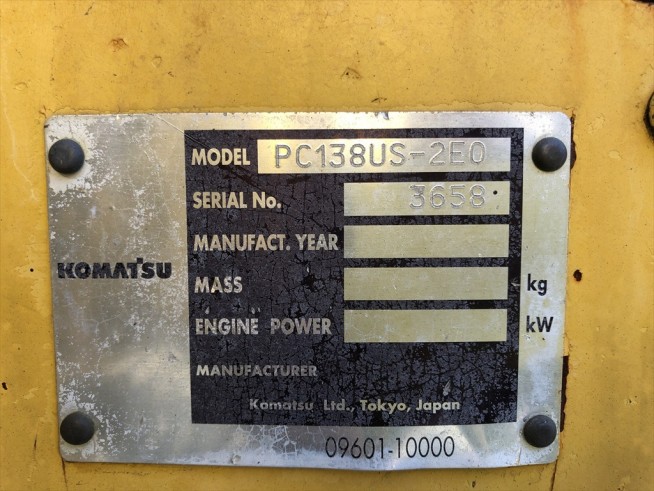 MODEL PC138US-2E0
SERIAL No. 3658
MANUFACT. YEAR
KOMATSU
MASS kg
ENGINE POWER kW
MANUFACTURER
Komatsu Ltd., Tokyo, Japan
09601-10000